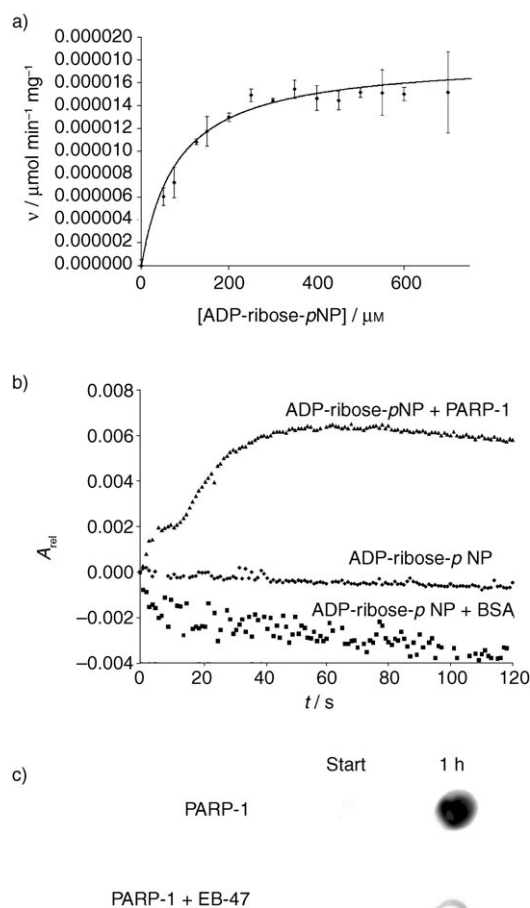 a)
0.000020
0.000018
0.000016
0.000014
0.000012
0.000010
0.000008
0.000006
0.000004
0.000002
0.000000
ν / μmol min⁻¹ mg⁻¹
0 200 400 600
[ADP-ribose-pNP] / μM
b)
0.008
0.006
0.004
0.002
0.000
−0.002
−0.004
A rel
ADP-ribose-pNP + PARP-1
ADP-ribose-p NP
ADP-ribose-p NP + BSA
0 20 40 60 80 100 120
t / s
c)
Start 1 h
PARP-1
PARP-1 + EB-47